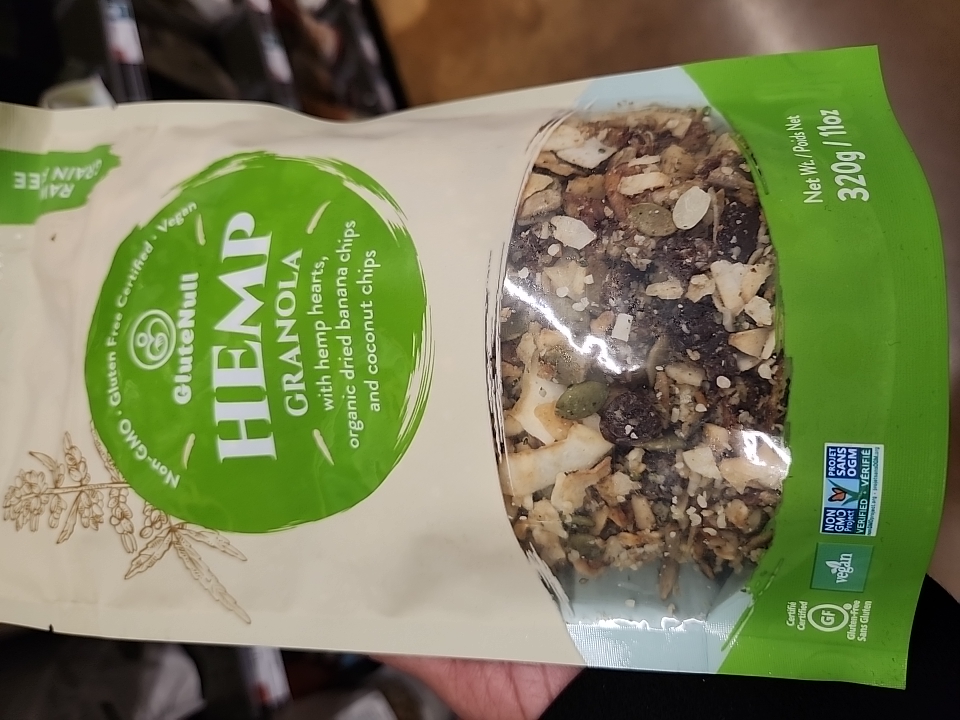 RAW
GRAIN FREE
Non-GMO · Gluten Free Certified · Vegan
GluteNull
HEMP
GRANOLA
with hemp hearts,
organic dried banana chips
and coconut chips
Net Wt. / Poids Net
320g / 11oz
NON
GMO
Project
VERIFIED
PROJET
SANS
OGM
VÉRIFIÉ
vegan
Certifié
Certified
GF
Gluten-Free
Sans Gluten